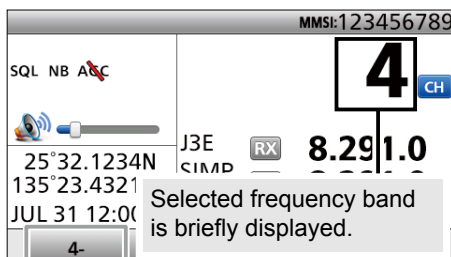 MMSI:123456789
SQL NB AGC
4 CH
J3E RX 8.291.0
SIMP
25°32.1234N
135°23.4321
JUL 31 12:00
Selected frequency band
is briefly displayed.
4-